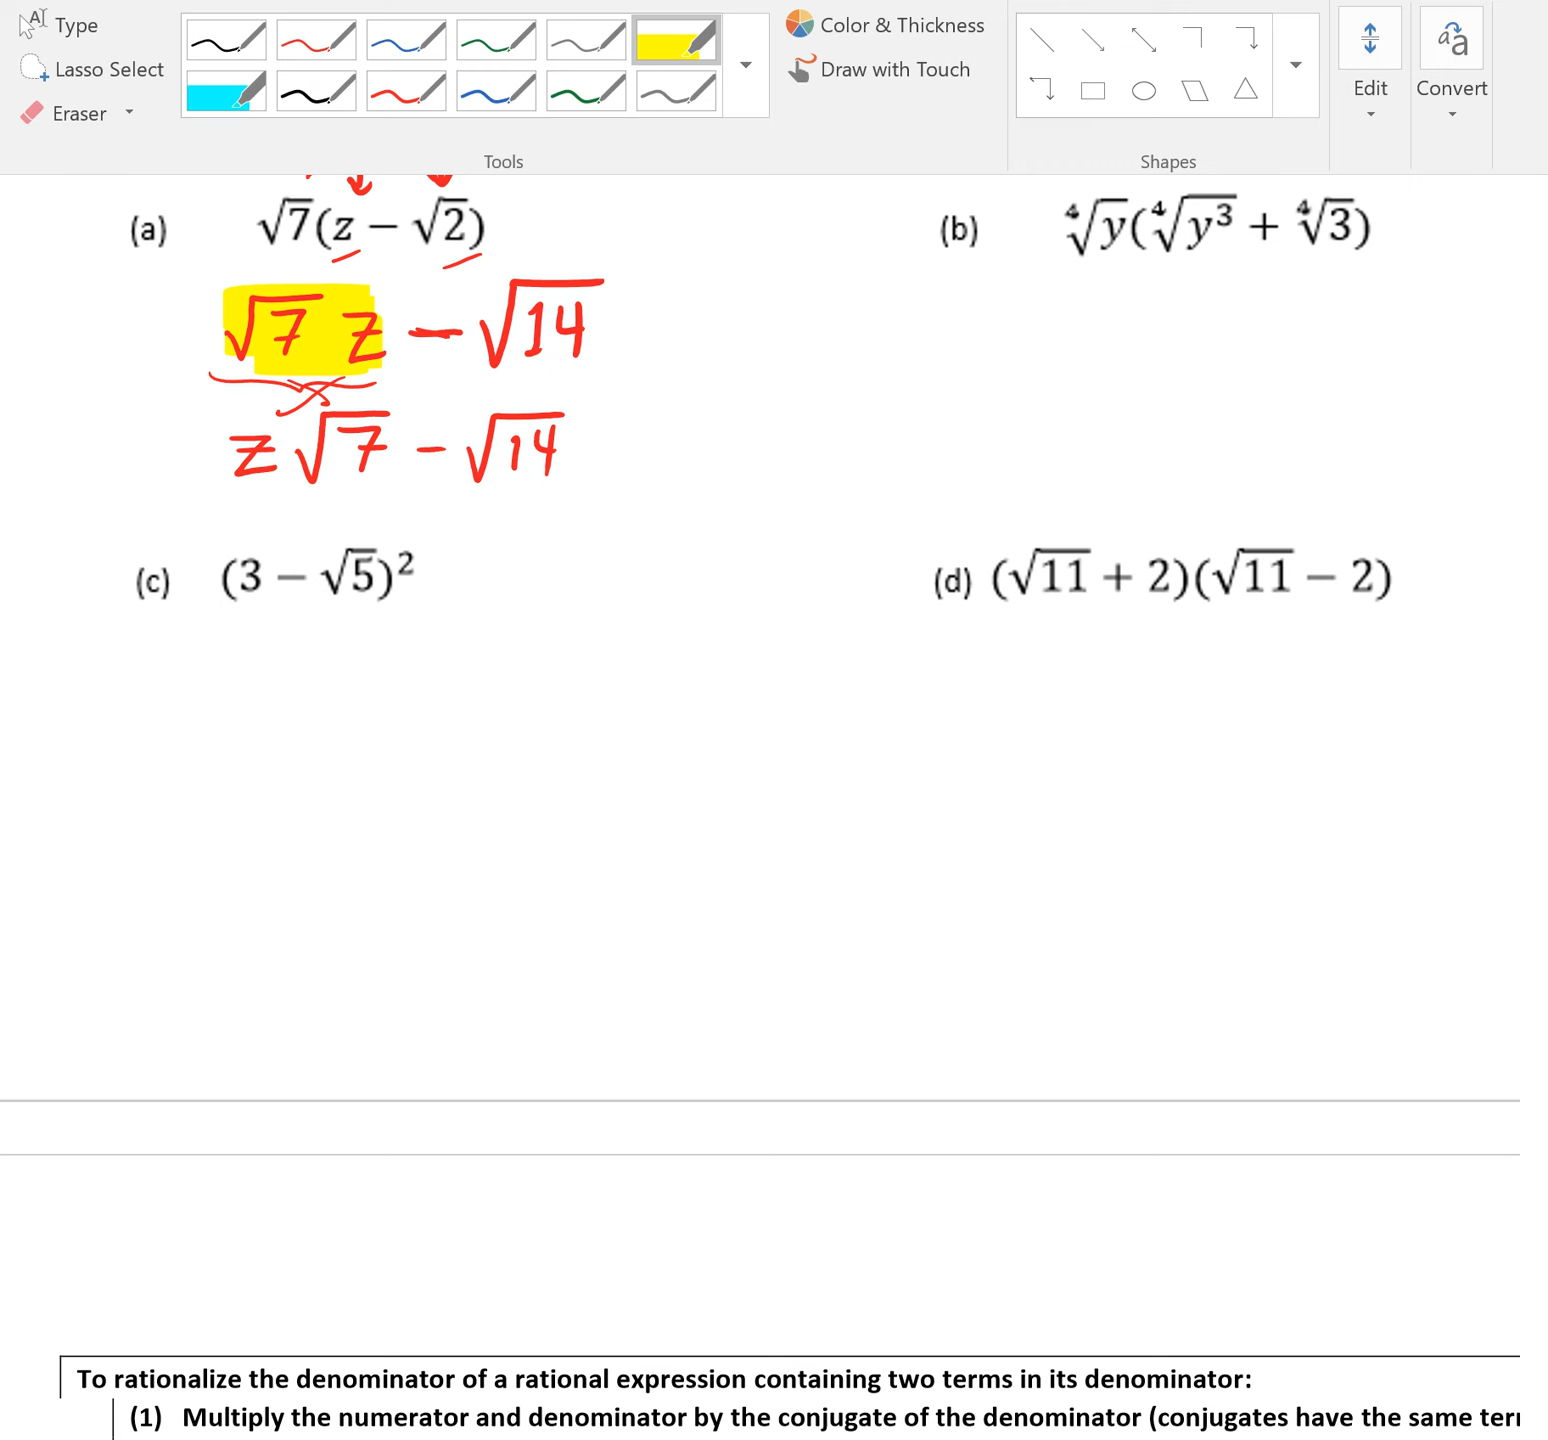 Type
Lasso Select
Eraser
Color & Thickness
Draw with Touch
Edit
Convert
Tools
Shapes
(a) √7(z − √2)
(b) ∜y(∜y³ + ∜3)
√7 z − √14
z√7 − √14
(c) (3 − √5)²
(d) (√11 + 2)(√11 − 2)
To rationalize the denominator of a rational expression containing two terms in its denominator:
(1) Multiply the numerator and denominator by the conjugate of the denominator (conjugates have the same